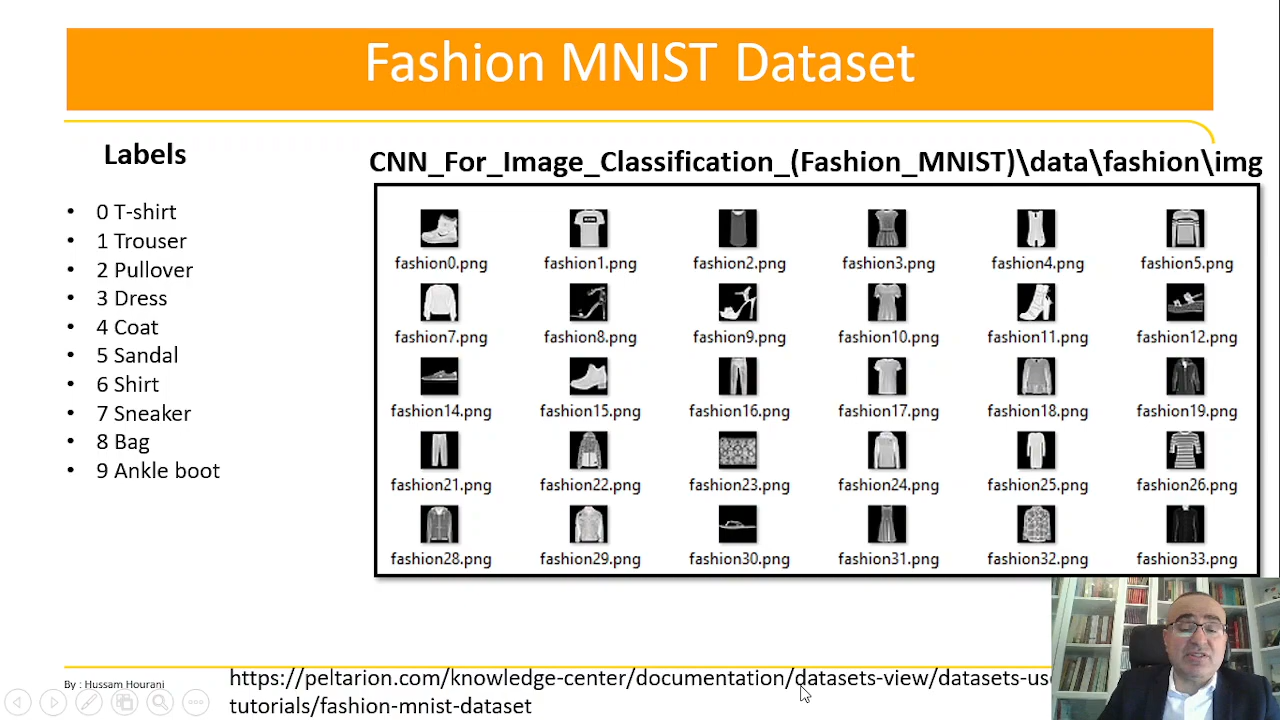 Fashion MNIST Dataset
Labels
• 0 T-shirt
• 1 Trouser
• 2 Pullover
• 3 Dress
• 4 Coat
• 5 Sandal
• 6 Shirt
• 7 Sneaker
• 8 Bag
• 9 Ankle boot
CNN_For_Image_Classification_(Fashion_MNIST)\data\fashion\img
fashion0.png fashion1.png fashion2.png fashion3.png fashion4.png fashion5.png
fashion7.png fashion8.png fashion9.png fashion10.png fashion11.png fashion12.png
fashion14.png fashion15.png fashion16.png fashion17.png fashion18.png fashion19.png
fashion21.png fashion22.png fashion23.png fashion24.png fashion25.png fashion26.png
fashion28.png fashion29.png fashion30.png fashion31.png fashion32.png fashion33.png
By : Hussam Hourani
https://peltarion.com/knowledge-center/documentation/datasets-view/datasets-use
tutorials/fashion-mnist-dataset